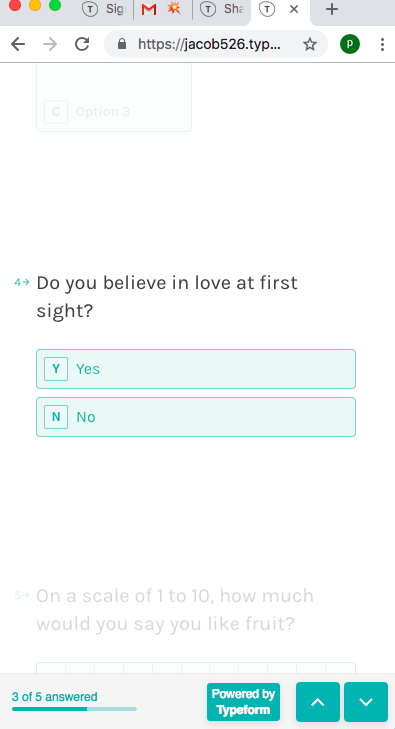 T Sig
T Sha
T
https://jacob526.typ...
P
C Option 3
4 Do you believe in love at first
sight?
Y Yes
N No
5 On a scale of 1 to 10, how much
would you say you like fruit?
3 of 5 answered
Powered by
Typeform